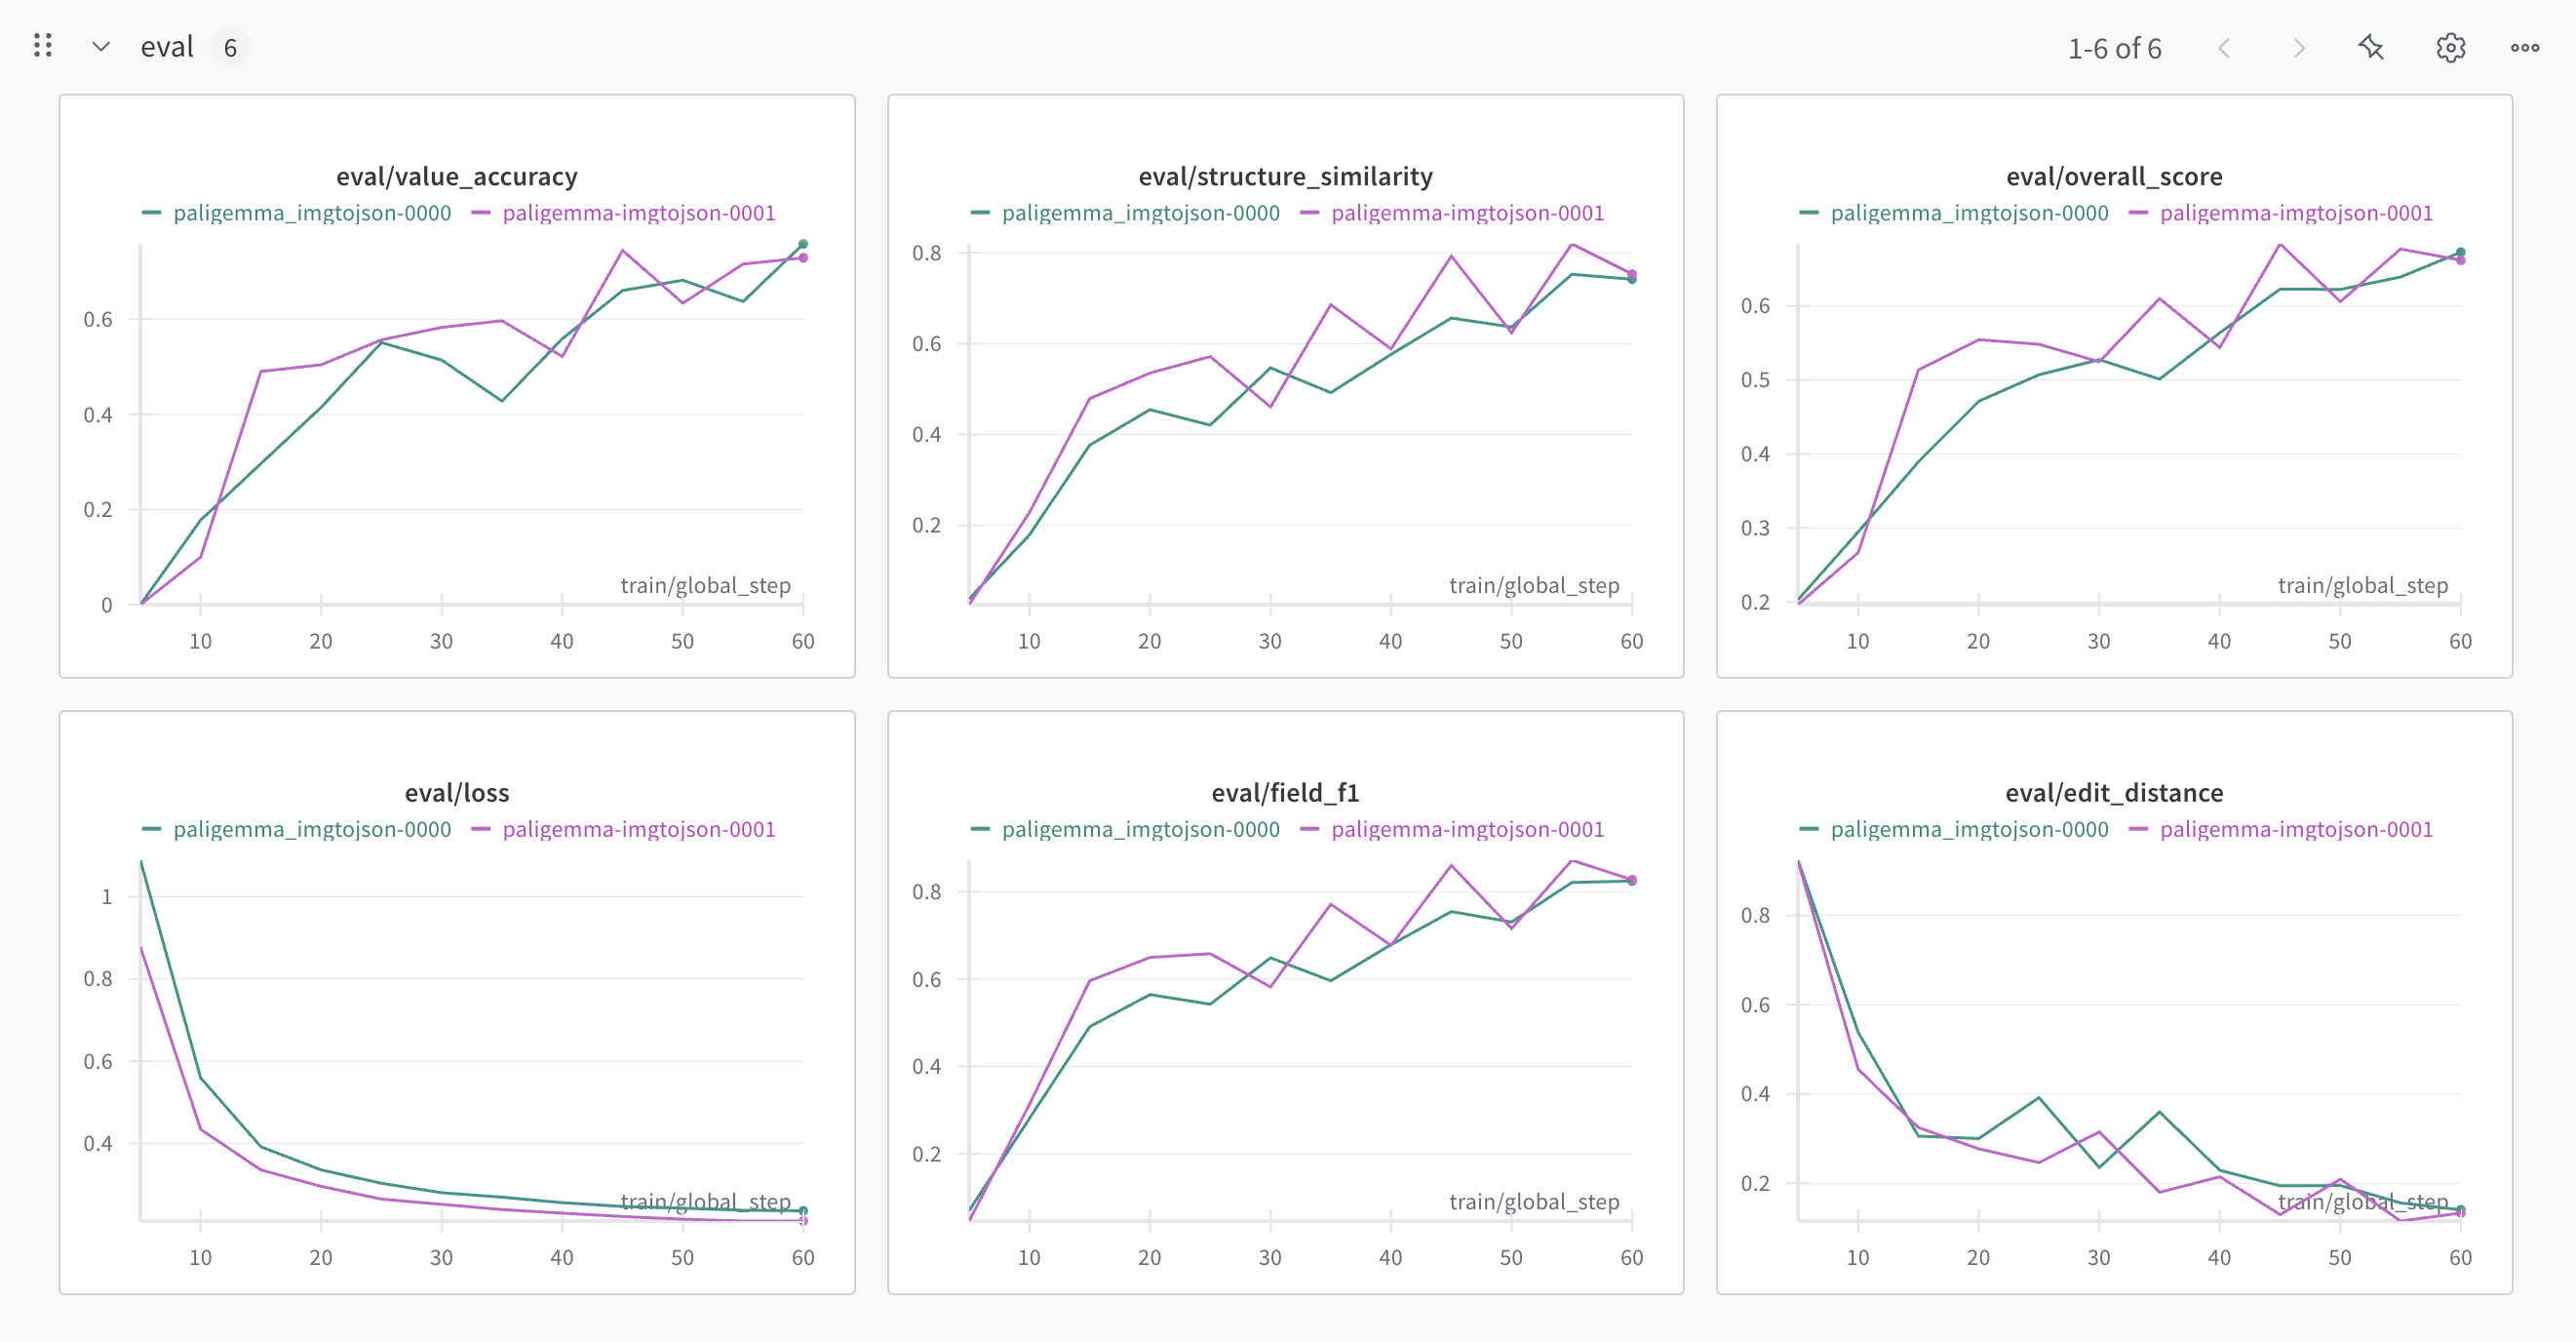 eval 6
1-6 of 6
eval/value_accuracy
paligemma_imgtojson-0000 paligemma-imgtojson-0001
0.6
0.4
0.2
0
train/global_step
10 20 30 40 50 60
eval/structure_similarity
paligemma_imgtojson-0000 paligemma-imgtojson-0001
0.8
0.6
0.4
0.2
train/global_step
10 20 30 40 50 60
eval/overall_score
paligemma_imgtojson-0000 paligemma-imgtojson-0001
0.6
0.5
0.4
0.3
0.2
train/global_step
10 20 30 40 50 60
eval/loss
paligemma_imgtojson-0000 paligemma-imgtojson-0001
1
0.8
0.6
0.4
train/global_step
10 20 30 40 50 60
eval/field_f1
paligemma_imgtojson-0000 paligemma-imgtojson-0001
0.8
0.6
0.4
0.2
train/global_step
10 20 30 40 50 60
eval/edit_distance
paligemma_imgtojson-0000 paligemma-imgtojson-0001
0.8
0.6
0.4
0.2
train/global_step
10 20 30 40 50 60